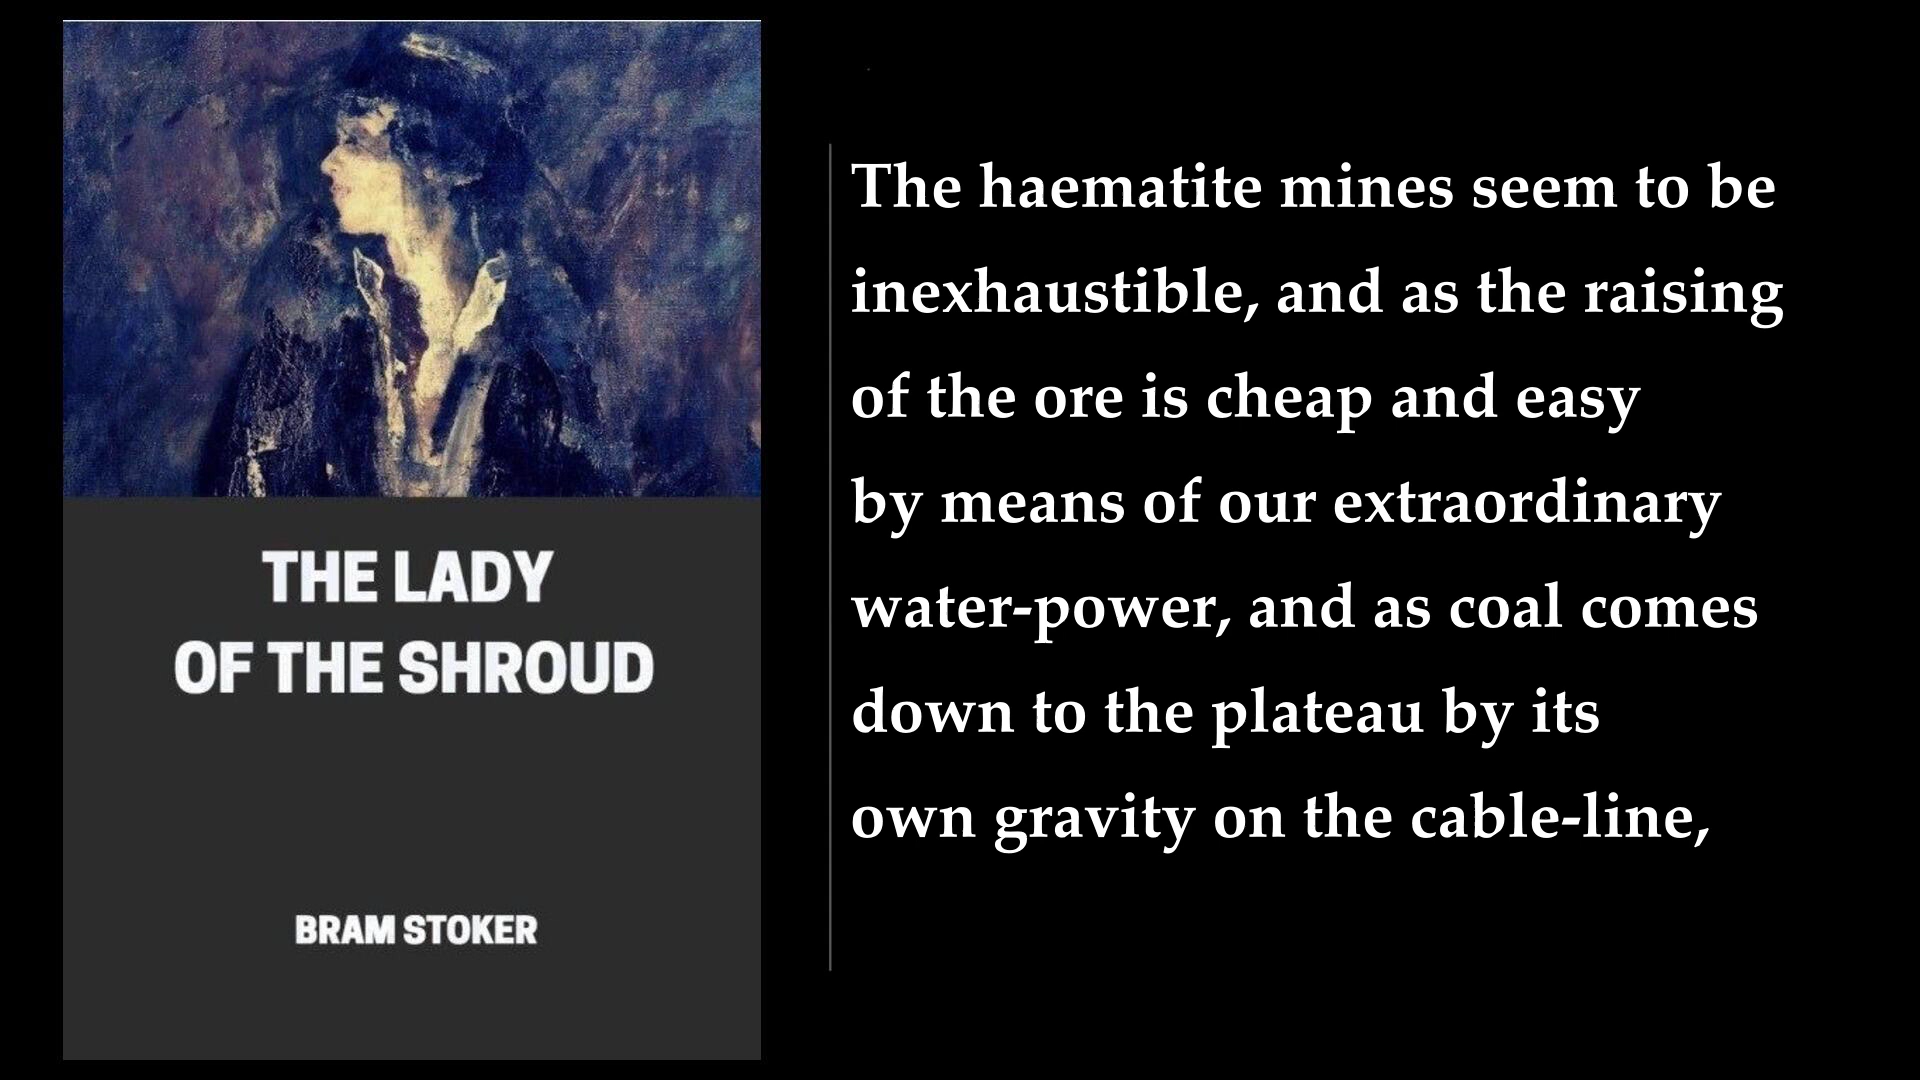 THE LADY
OF THE SHROUD
BRAM STOKER
The haematite mines seem to be
inexhaustible, and as the raising
of the ore is cheap and easy
by means of our extraordinary
water-power, and as coal comes
down to the plateau by its
own gravity on the cable-line,